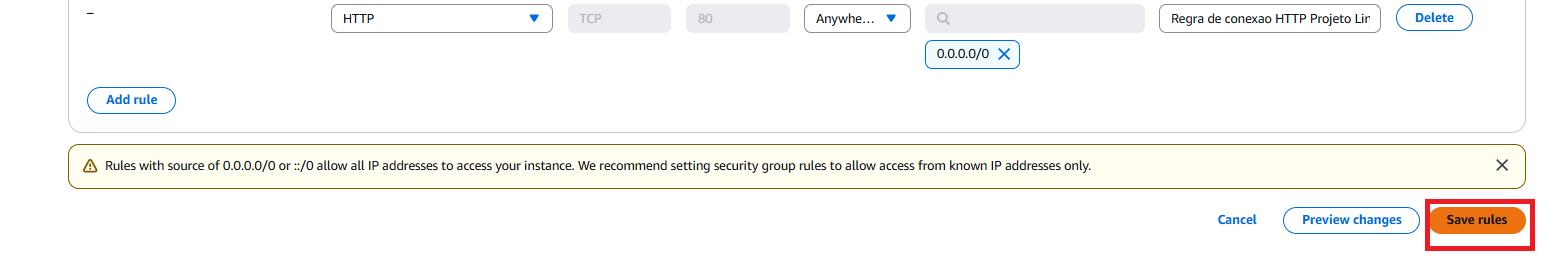 –
HTTP
TCP
80
Anywhe...
Regra de conexao HTTP Projeto Lin
Delete
0.0.0.0/0
Add rule
Rules with source of 0.0.0.0/0 or ::/0 allow all IP addresses to access your instance. We recommend setting security group rules to allow access from known IP addresses only.
Cancel
Preview changes
Save rules